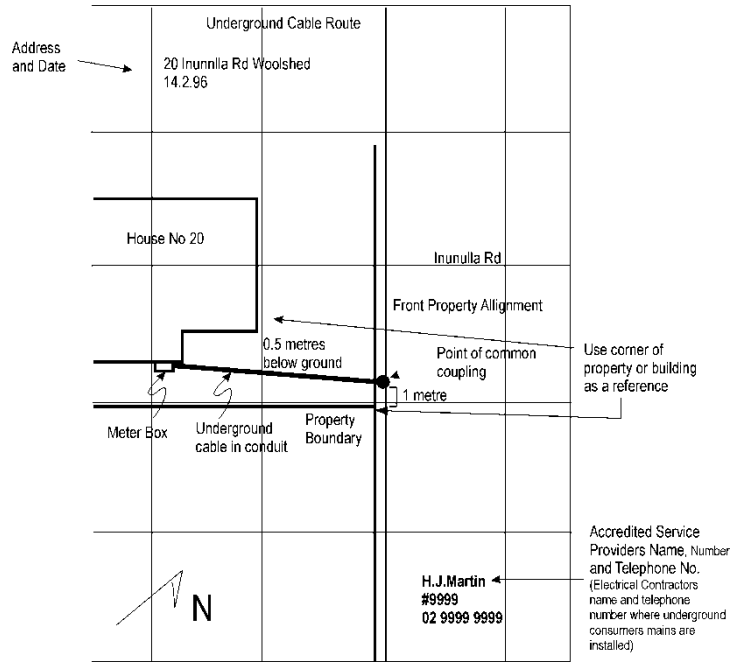 Underground Cable Route
Address
and Date
20 Inunnlla Rd Woolshed
14.2.96
House No 20
Inunulla Rd
Front Property Allignment
0.5 metres
below ground
Point of common
coupling
Use corner of
property or building
as a reference
1 metre
Meter Box
Underground
cable in conduit
Property
Boundary
Accredited Service
Providers Name, Number
and Telephone No.
(Electrical Contractors
name and telephone
number where underground
consumers mains are
installed)
H.J.Martin
#9999
02 9999 9999
N